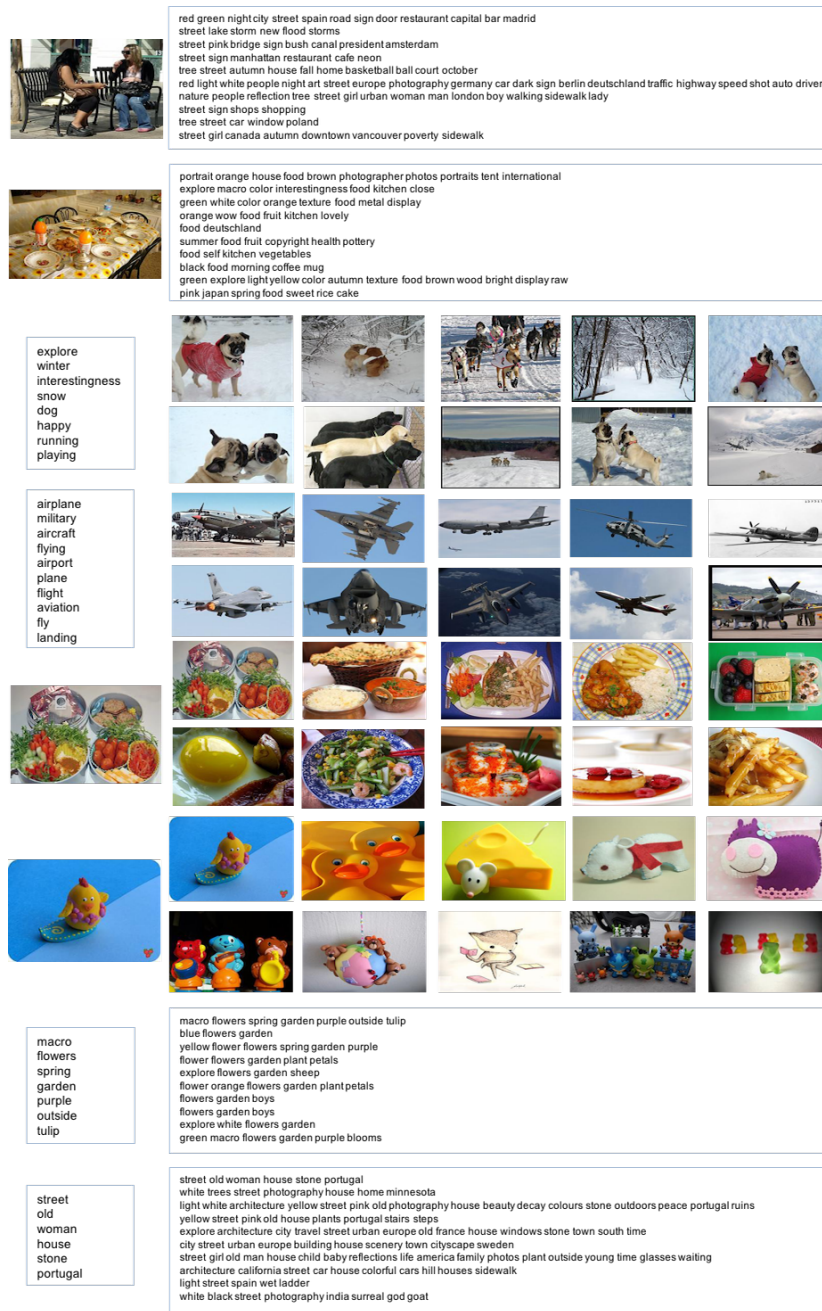 red green night city street spain road sign door restaurant capital bar madrid
street lake storm new flood storms
street pink bridge sign bush canal president amsterdam
street sign manhattan restaurant cafe neon
tree street autumn house fall home basketball ball court october
red light white people night art street europe photography germany car dark sign berlin deutschland traffic highway speed shot auto driver
nature people reflection tree street girl urban woman man london boy walking sidewalk lady
street sign shops shopping
tree street car window poland
street girl canada autumn downtown vancouver poverty sidewalk
portrait orange house food brown photographer photos portraits tent international
explore macro color interestingness food kitchen close
green white color orange texture food metal display
orange wow food fruit kitchen lovely
food deutschland
summer food fruit copyright health pottery
food self kitchen vegetables
black food morning coffee mug
green explore light yellow color autumn texture food brown wood bright display raw
pink japan spring food sweet rice cake
explore
winter
interestingness
snow
dog
happy
running
playing
airplane
military
aircraft
flying
airport
plane
flight
aviation
fly
landing
macro
flowers
spring
garden
purple
outside
tulip
macro flowers spring garden purple outside tulip
blue flowers garden
yellow flower flowers spring garden purple
flower flowers garden plant petals
explore flowers garden sheep
flower orange flowers garden plant petals
flowers garden boys
flowers garden boys
explore white flowers garden
green macro flowers garden purple blooms
street
old
woman
house
stone
portugal
street old woman house stone portugal
white trees street photography house home minnesota
light white architecture yellow street pink old photography house beauty decay colours stone outdoors peace portugal ruins
yellow street pink old house plants portugal stairs steps
explore architecture city travel street urban europe old france house windows stone town south time
city street urban europe building house scenery town cityscape sweden
street girl old man house child baby reflections life america family photos plant outside young time glasses waiting
architecture california street car house colorful cars hill houses sidewalk
light street spain wet ladder
white black street photography india surreal god goat